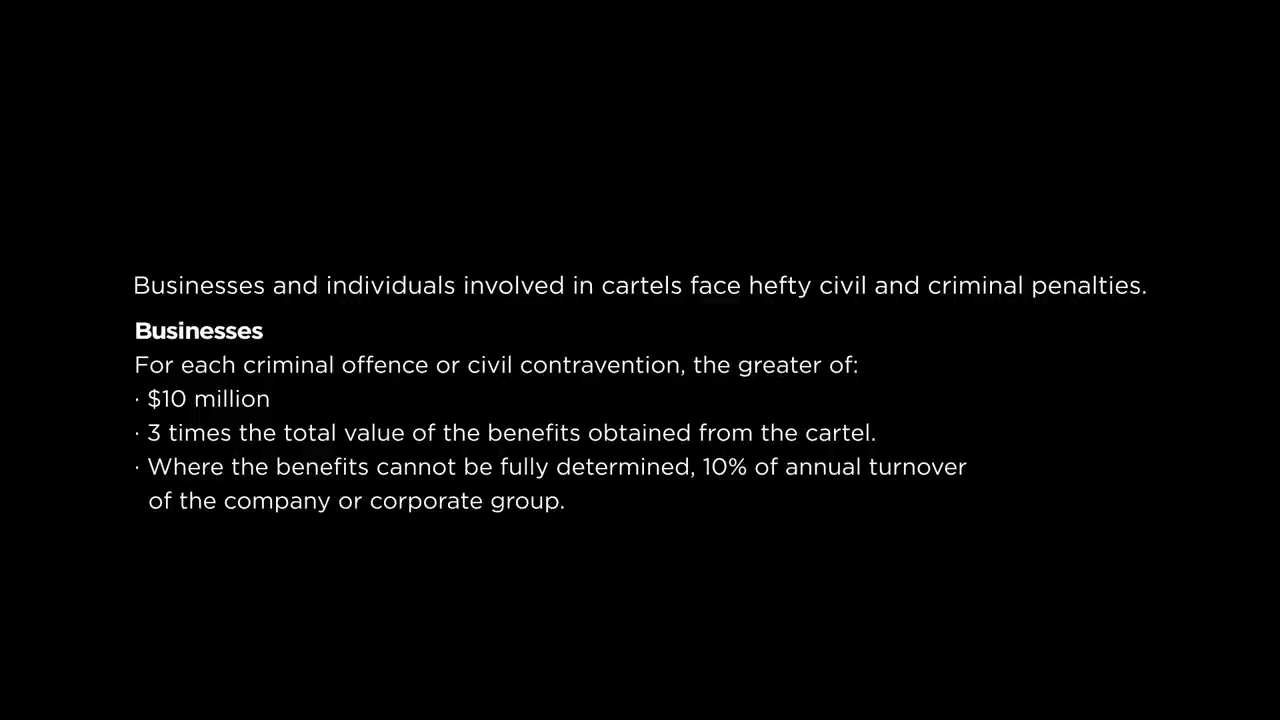 Businesses and individuals involved in cartels face hefty civil and criminal penalties.
Businesses
For each criminal offence or civil contravention, the greater of:
· $10 million
· 3 times the total value of the benefits obtained from the cartel.
· Where the benefits cannot be fully determined, 10% of annual turnover
of the company or corporate group.